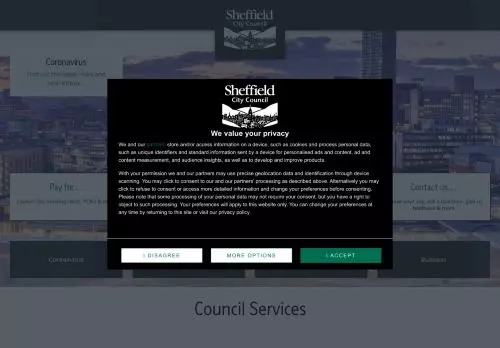 Sheffield
City Council
Coronavirus
Sheffield
City Council
We value your privacy
We and our partners store and/or access information on a device, such as cookies and process personal data,
such as unique identifiers and standard information sent by a device for personalised ads and content, ad and
content measurement, and audience insights, as well as to develop and improve products.
With your permission we and our partners may use precise geolocation data and identification through device
scanning. You may click to consent to our and our partners' processing as described above. Alternatively you may
click to refuse to consent or access more detailed information and change your preferences before consenting.
Please note that some processing of your personal data may not require your consent, but you have a right to
object to such processing. Your preferences will apply to this website only. You can change your preferences at
any time by returning to this site or visit our privacy policy.
Pay for...
Contact us...
I DISAGREE
MORE OPTIONS
I ACCEPT
Coronavirus
Business
Council Services